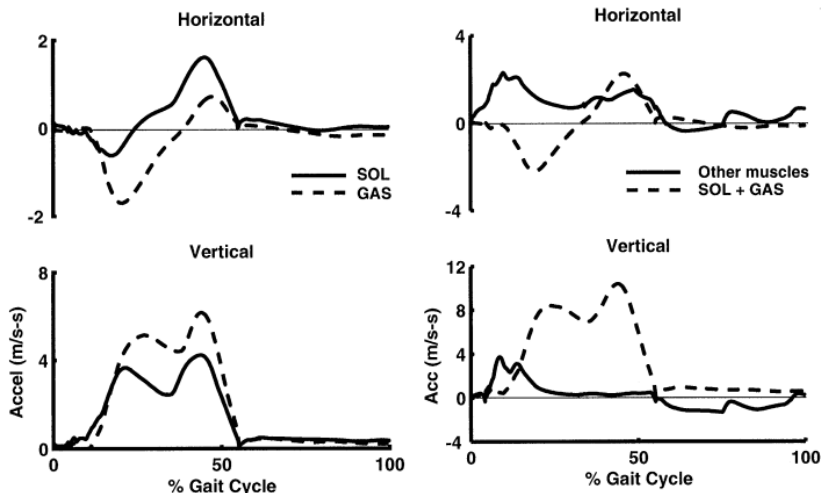 Horizontal
2
0
-2
SOL
GAS
Horizontal
4
0
-4
Other muscles
SOL + GAS
Vertical
Accel (m/s-s)
8
4
0
0
50
100
% Gait Cycle
Vertical
Acc (m/s-s)
12
8
4
0
-4
0
50
100
% Gait Cycle